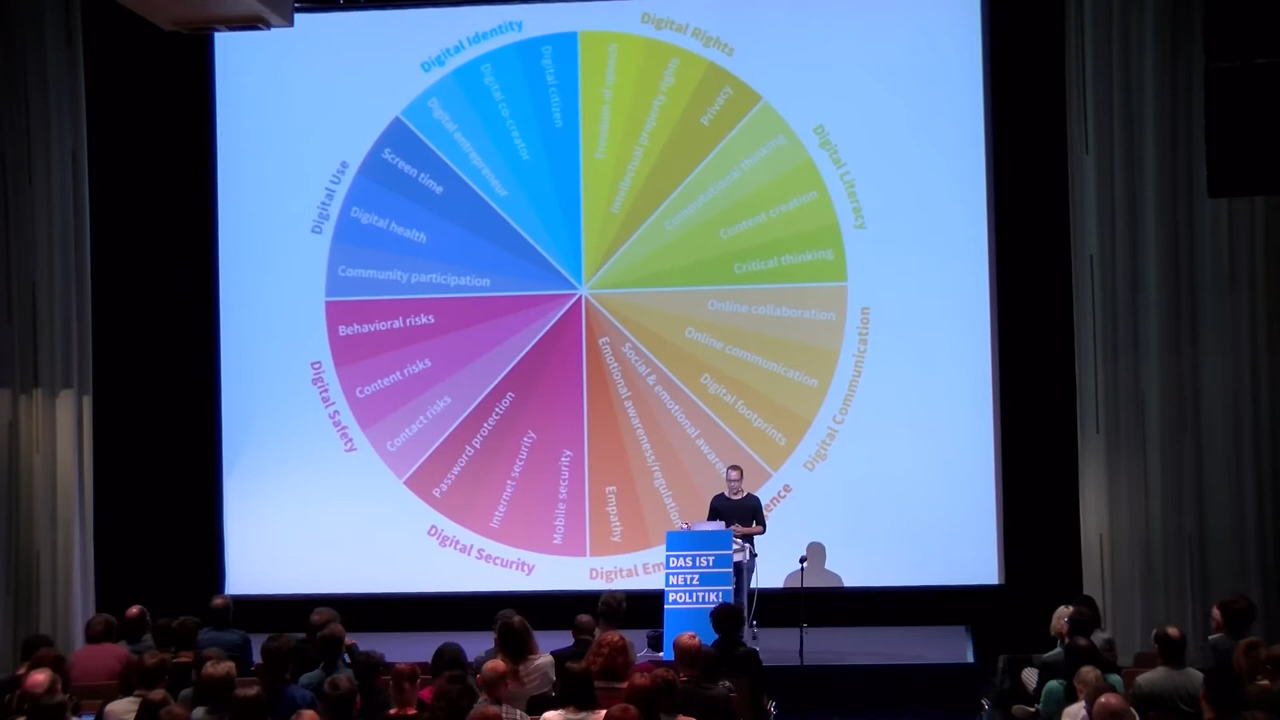 Digital Identity
Digital citizen
Digital co-creator
Digital entrepreneur
Digital Rights
Freedom of speech
Intellectual property rights
Privacy
Digital Literacy
Computational thinking
Content creation
Critical thinking
Digital Communication
Online collaboration
Online communication
Digital footprints
Social & emotional
Emotional awareness/regulation
Empathy
Digital
Digital Security
Mobile security
Internet security
Password protection
Digital Safety
Contact risks
Content risks
Behavioral risks
Digital Use
Community participation
Digital health
Screen time
DAS IST
NETZ
POLITIK!